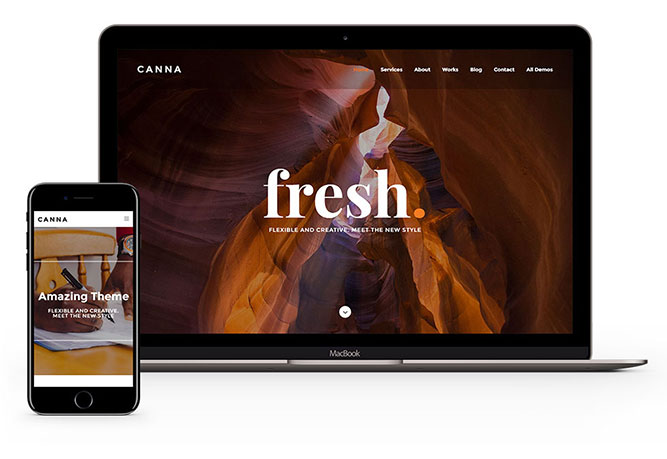 CANNA
Home Services About Works Blog Contact All Demos
fresh.
FLEXIBLE AND CREATIVE. MEET THE NEW STYLE
MacBook
CANNA
Amazing Theme
FLEXIBLE AND CREATIVE.
MEET THE NEW STYLE